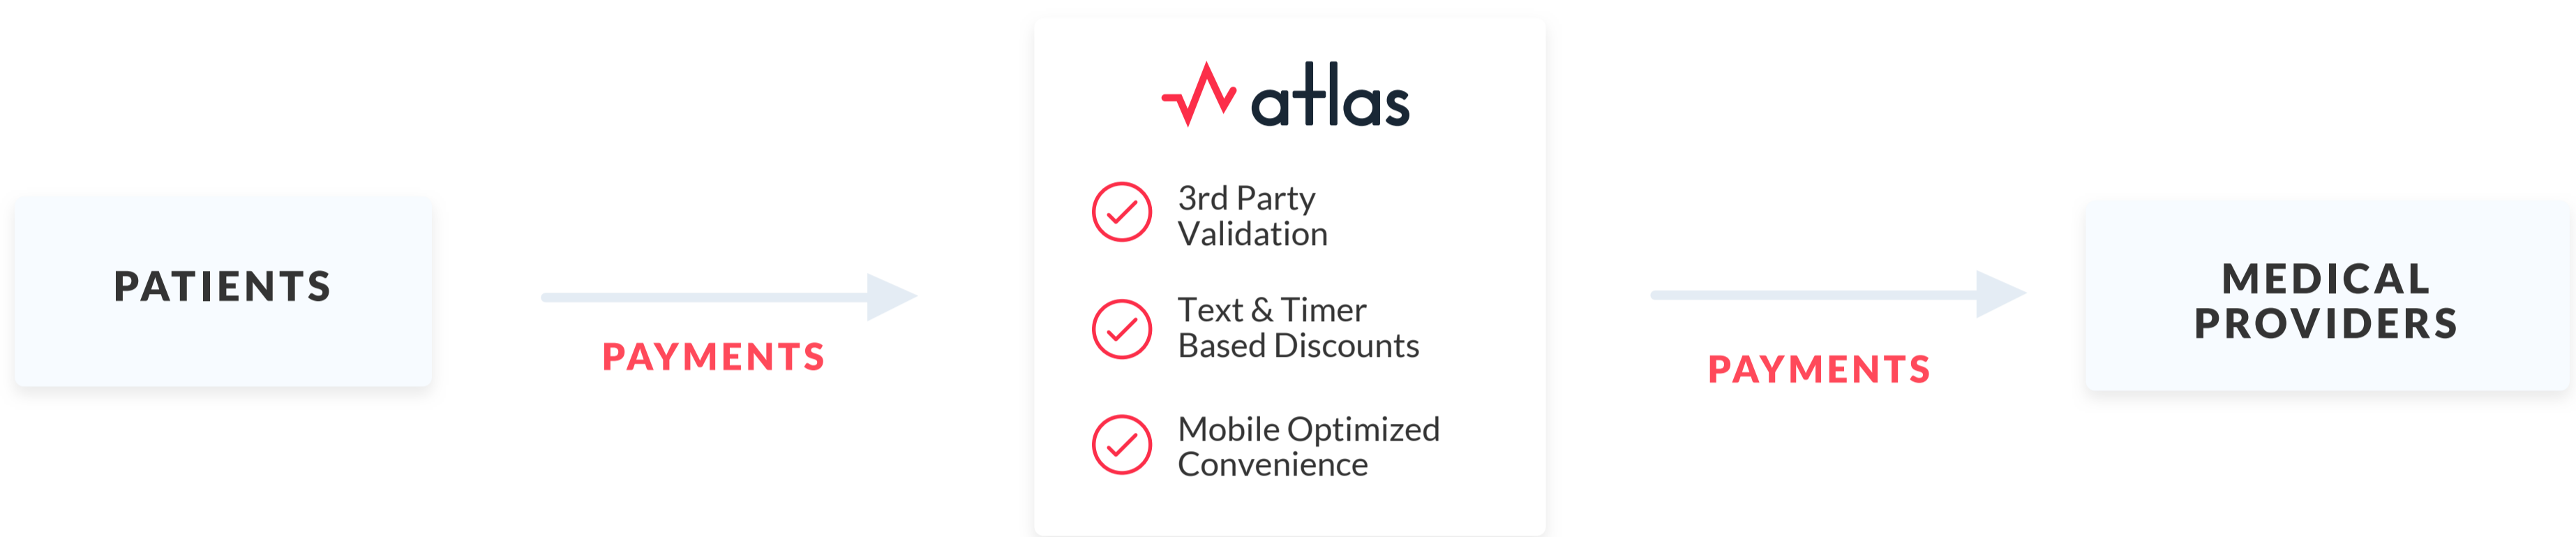 PATIENTS
PAYMENTS
atlas
3rd Party
Validation
Text & Timer
Based Discounts
Mobile Optimized
Convenience
PAYMENTS
MEDICAL
PROVIDERS